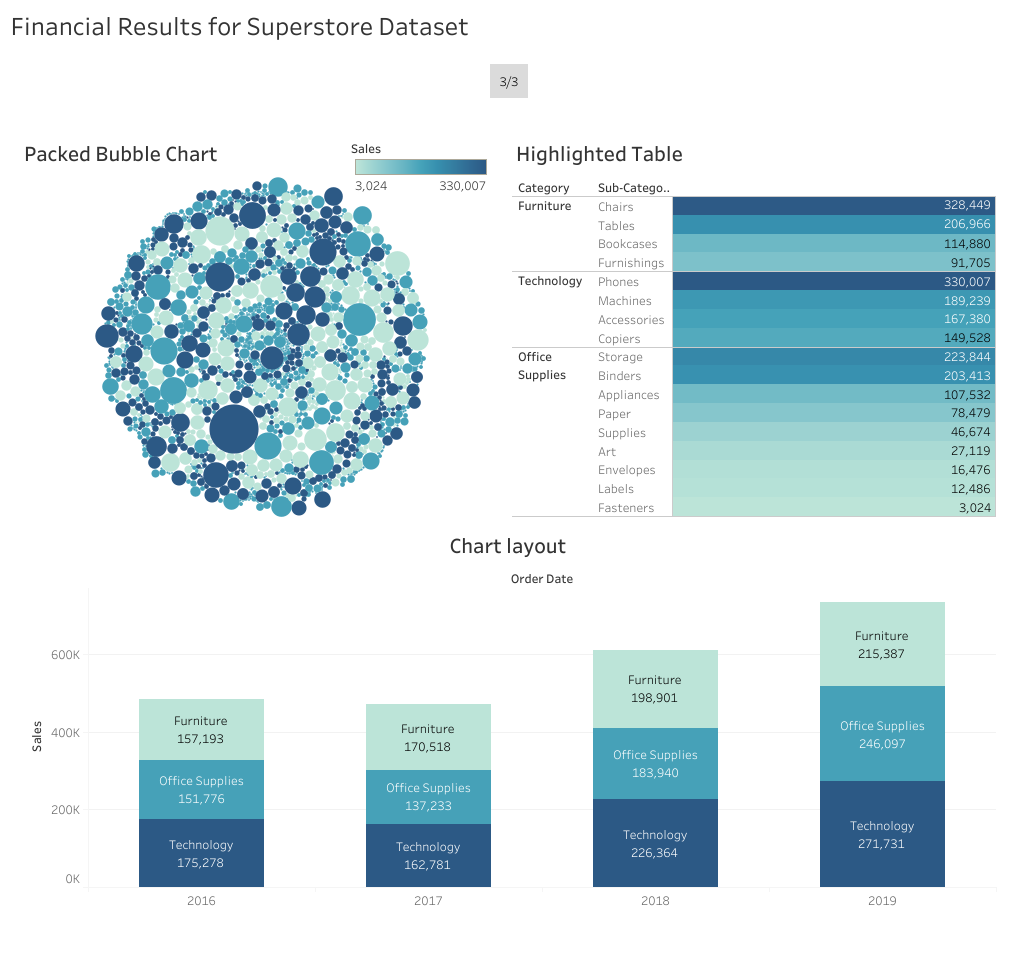 Financial Results for Superstore Dataset
3/3
Packed Bubble Chart
Sales
3,024 330,007
Highlighted Table
Category Sub-Catego..
Furniture Chairs 328,449
Tables 206,966
Bookcases 114,880
Furnishings 91,705
Technology Phones 330,007
Machines 189,239
Accessories 167,380
Copiers 149,528
Office Storage 223,844
Supplies Binders 203,413
Appliances 107,532
Paper 78,479
Supplies 46,674
Art 27,119
Envelopes 16,476
Labels 12,486
Fasteners 3,024
Chart layout
Order Date
Sales
600K
400K
200K
0K
Furniture
157,193
Office Supplies
151,776
Technology
175,278
Furniture
170,518
Office Supplies
137,233
Technology
162,781
Furniture
198,901
Office Supplies
183,940
Technology
226,364
Furniture
215,387
Office Supplies
246,097
Technology
271,731
2016 2017 2018 2019